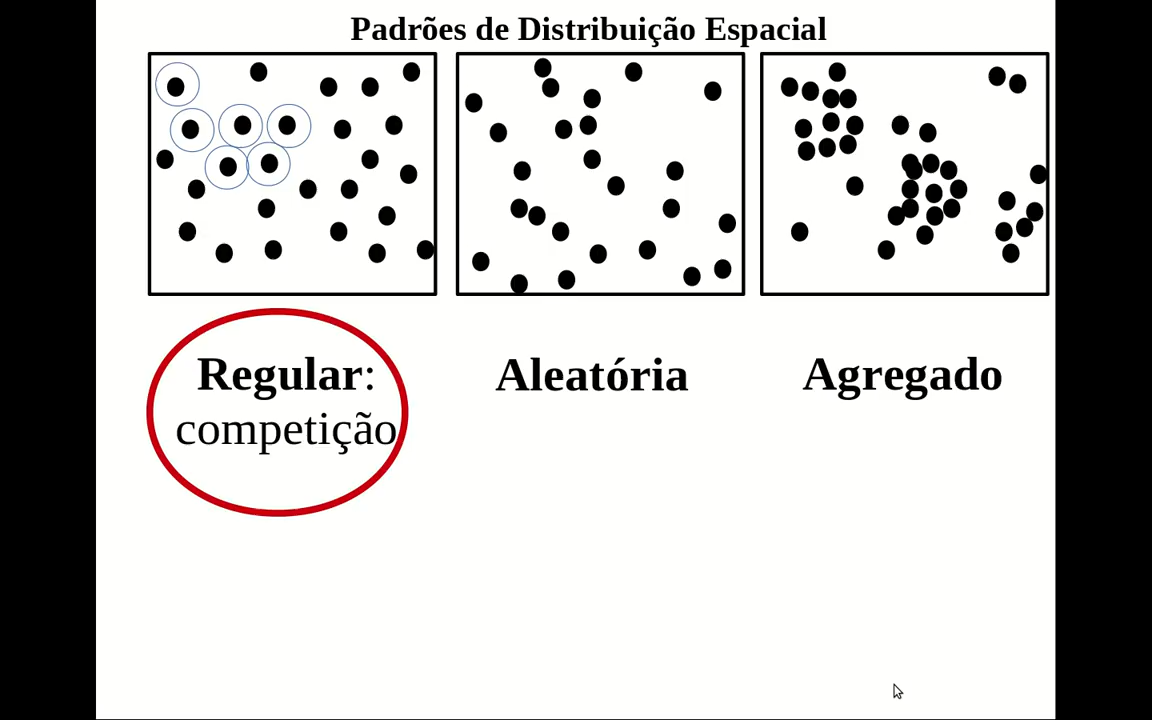 Padrões de Distribuição Espacial
Regular:
competição
Aleatória
Agregado